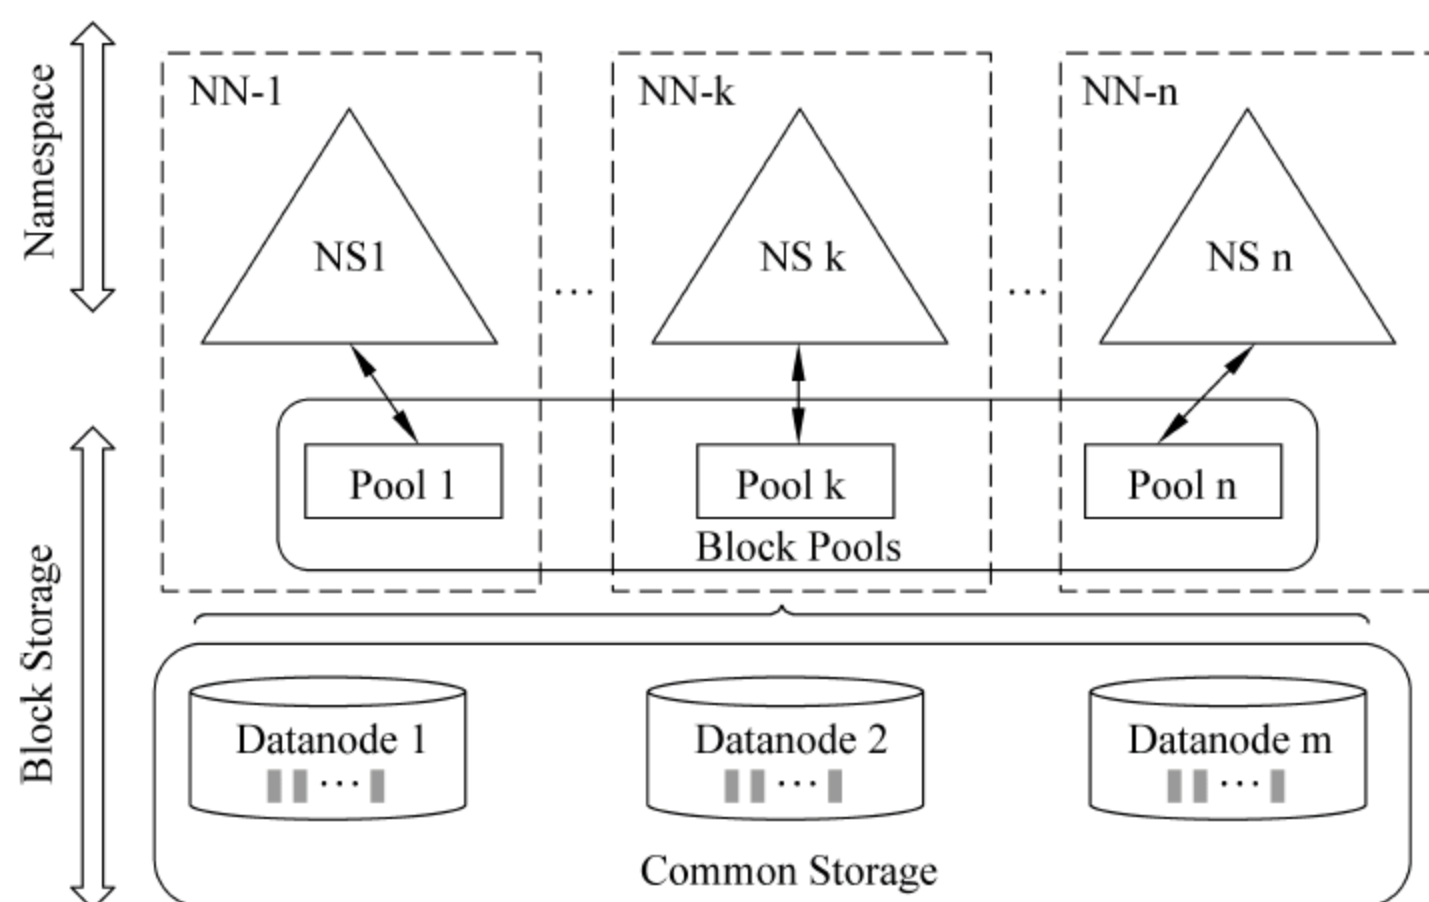 Namespace
NN-1
NN-k
NN-n
NS1
NS k
NS n
...
...
Block Storage
Pool 1
Pool k
Pool n
Block Pools
Datanode 1
Datanode 2
Datanode m
...
...
...
Common Storage